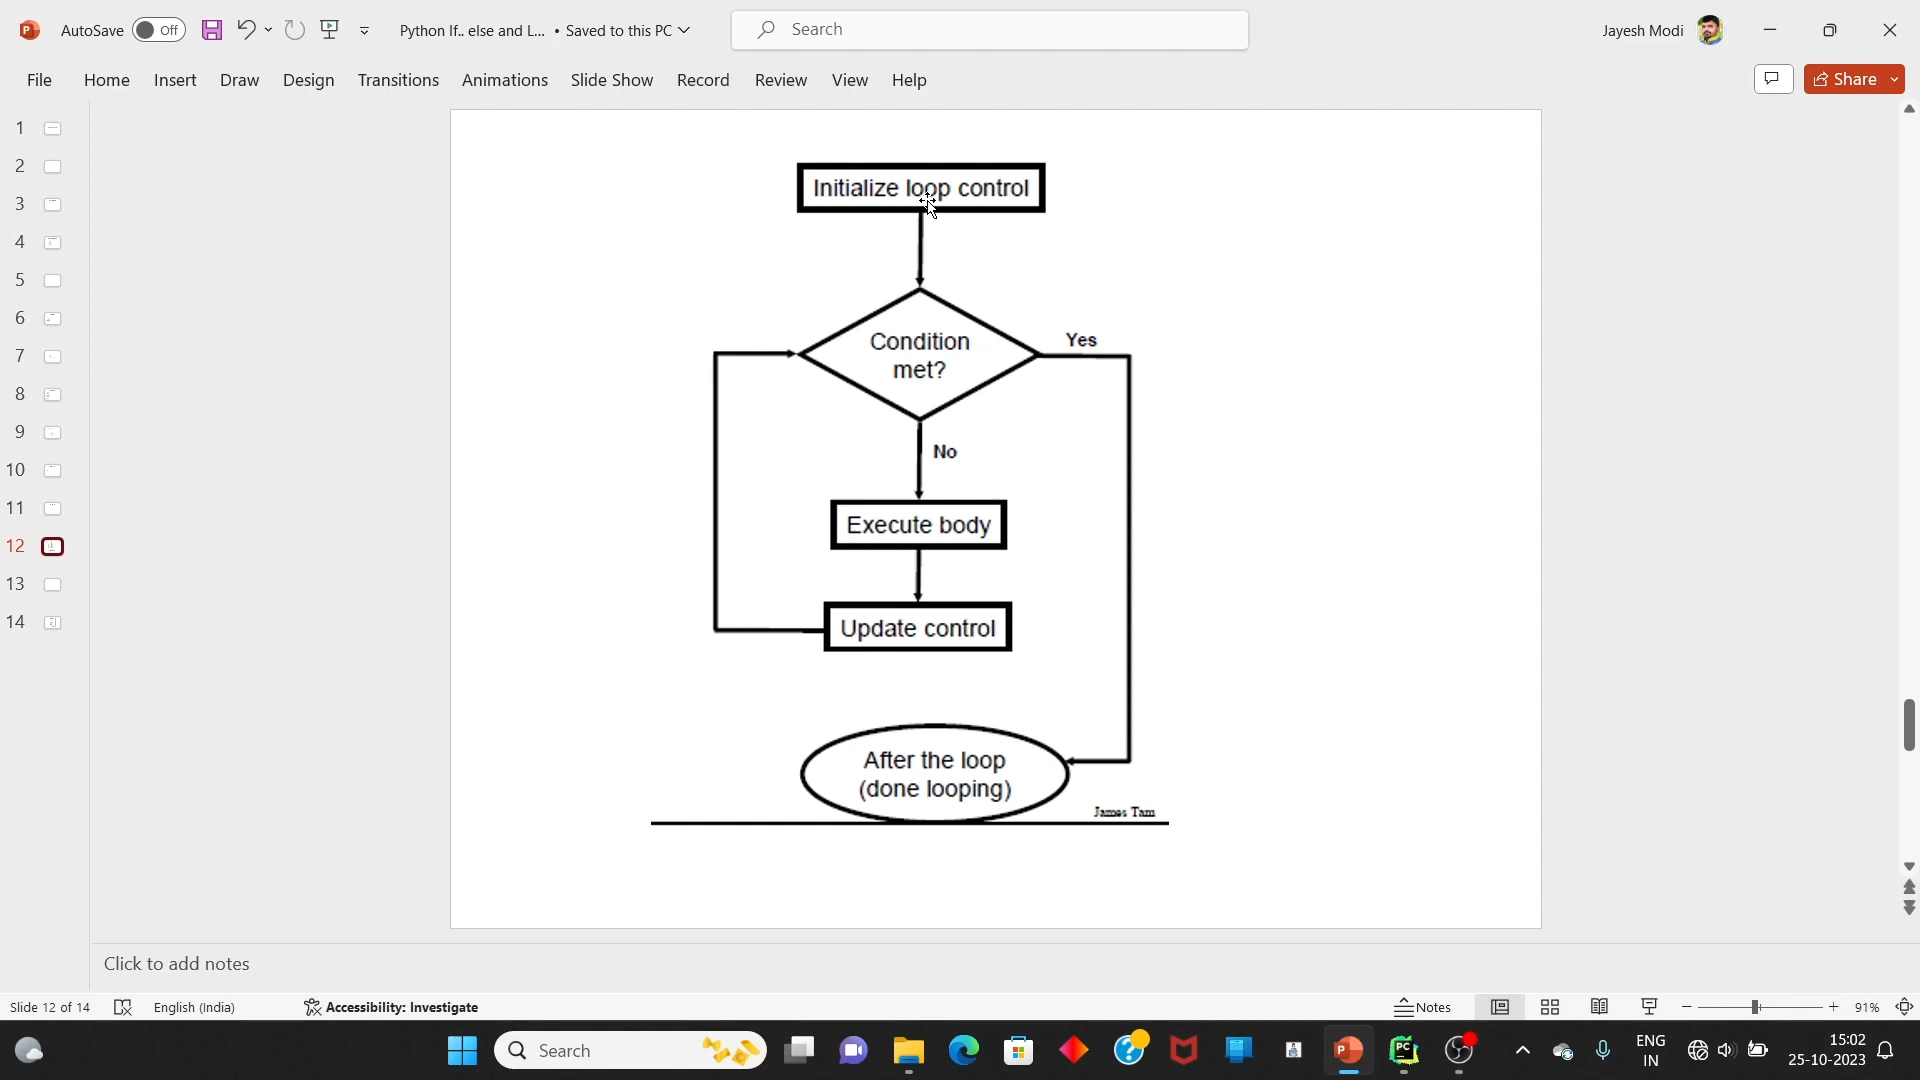 AutoSave
Off
Python If.. else and L... • Saved to this PC
Search
Jayesh Modi
File
Home
Insert
Draw
Design
Transitions
Animations
Slide Show
Record
Review
View
Help
Share
1
2
3
4
5
6
7
8
9
10
11
12
13
14
Initialize loop control
Condition
met?
Yes
No
Execute body
Update control
After the loop
(done looping)
James Tam
Click to add notes
Slide 12 of 14
English (India)
Accessibility: Investigate
Notes
91%
Search
ENG
IN
15:02
25-10-2023